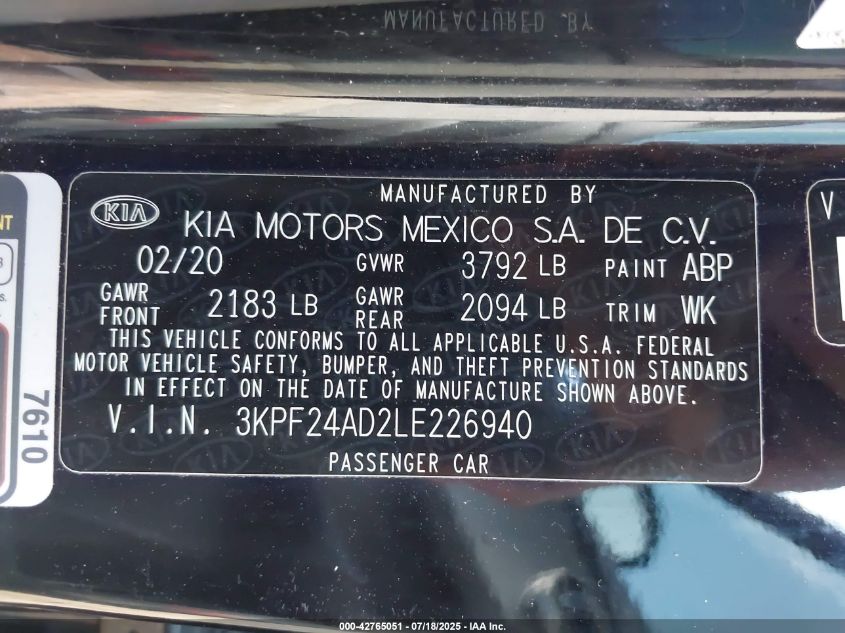 MANUFACTURED BY
MANUFACTURED BY
KIA
KIA MOTORS MEXICO S.A. DE C.V.
02/20 GVWR 3792 LB PAINT ABP
GAWR FRONT 2183 LB GAWR REAR 2094 LB TRIM WK
THIS VEHICLE CONFORMS TO ALL APPLICABLE U.S.A. FEDERAL
MOTOR VEHICLE SAFETY, BUMPER, AND THEFT PREVENTION STANDARDS
IN EFFECT ON THE DATE OF MANUFACTURE SHOWN ABOVE.
V.I.N. 3KPF24AD2LE226940
PASSENGER CAR
7610
V
000-42765051 - 07/18/2025 - IAA Inc.